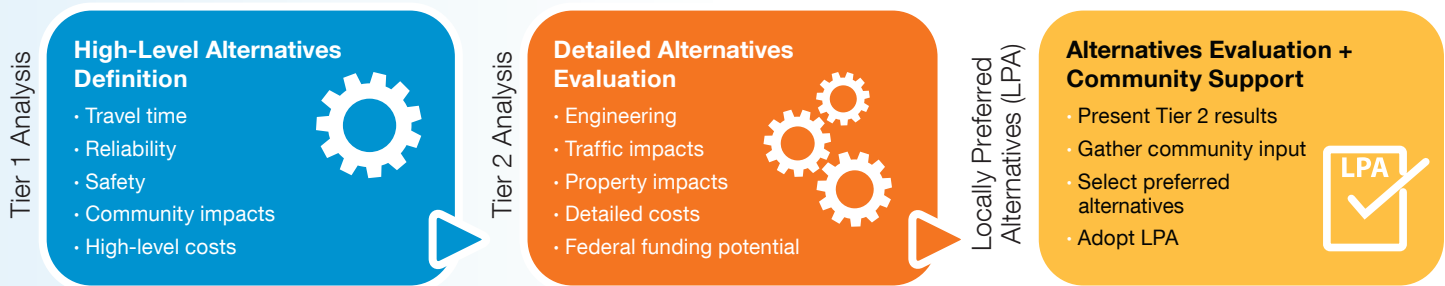 Tier 1 Analysis
High-Level Alternatives
Definition
· Travel time
· Reliability
· Safety
· Community impacts
· High-level costs
Tier 2 Analysis
Detailed Alternatives
Evaluation
· Engineering
· Traffic impacts
· Property impacts
· Detailed costs
· Federal funding potential
Locally Preferred
Alternatives (LPA)
Alternatives Evaluation +
Community Support
· Present Tier 2 results
· Gather community input
· Select preferred
alternatives
· Adopt LPA
LPA